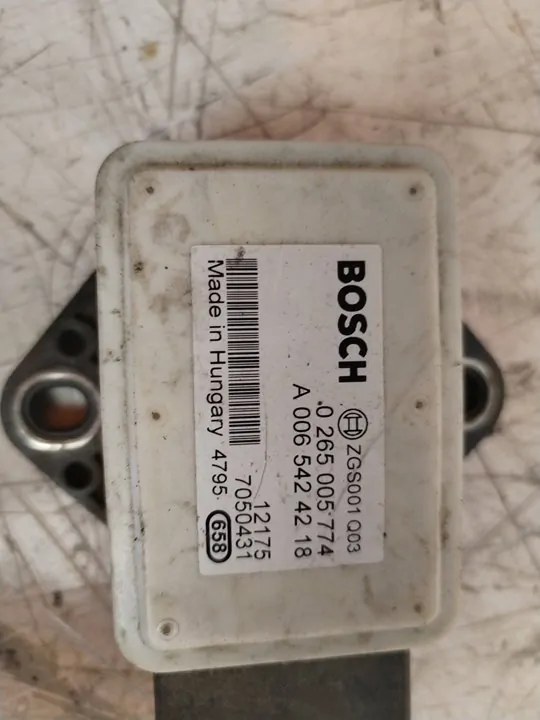 BOSCH
ZGS001 Q03
0 265 005 774
A 006 542 42 18
12175
7050431
Made in Hungary 4795
658